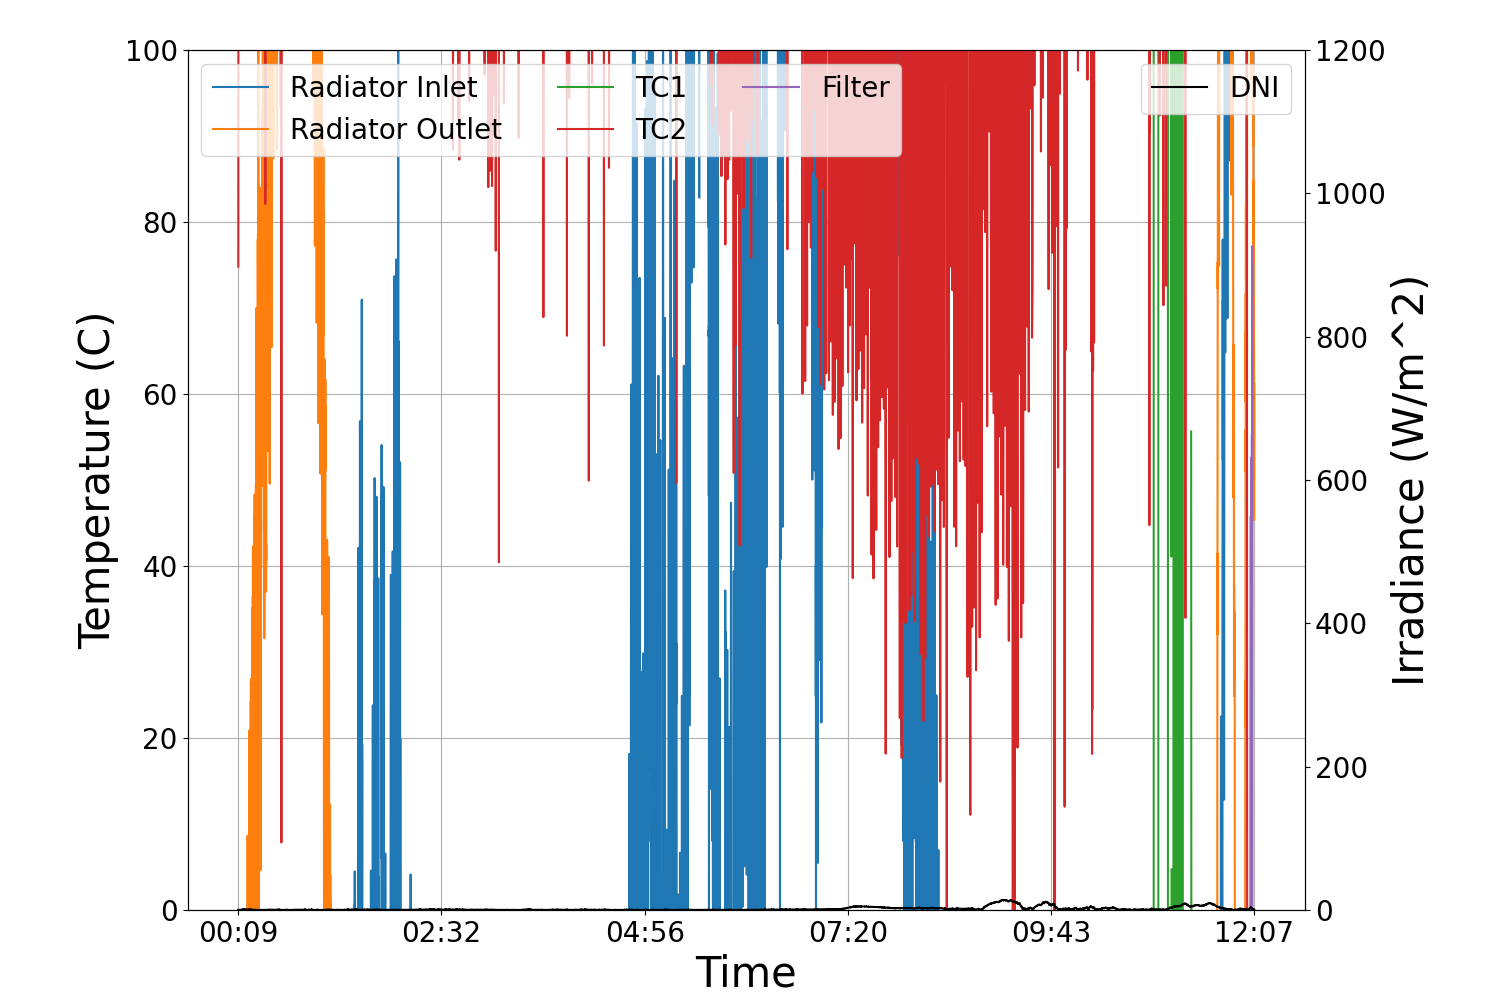 100
80
60
40
20
0
Temperature (C)
Radiator Inlet
Radiator Outlet
TC1
TC2
Filter
DNI
1200
1000
800
600
400
200
0
Irradiance (W/m^2)
00:09 02:32 04:56 07:20 09:43 12:07
Time